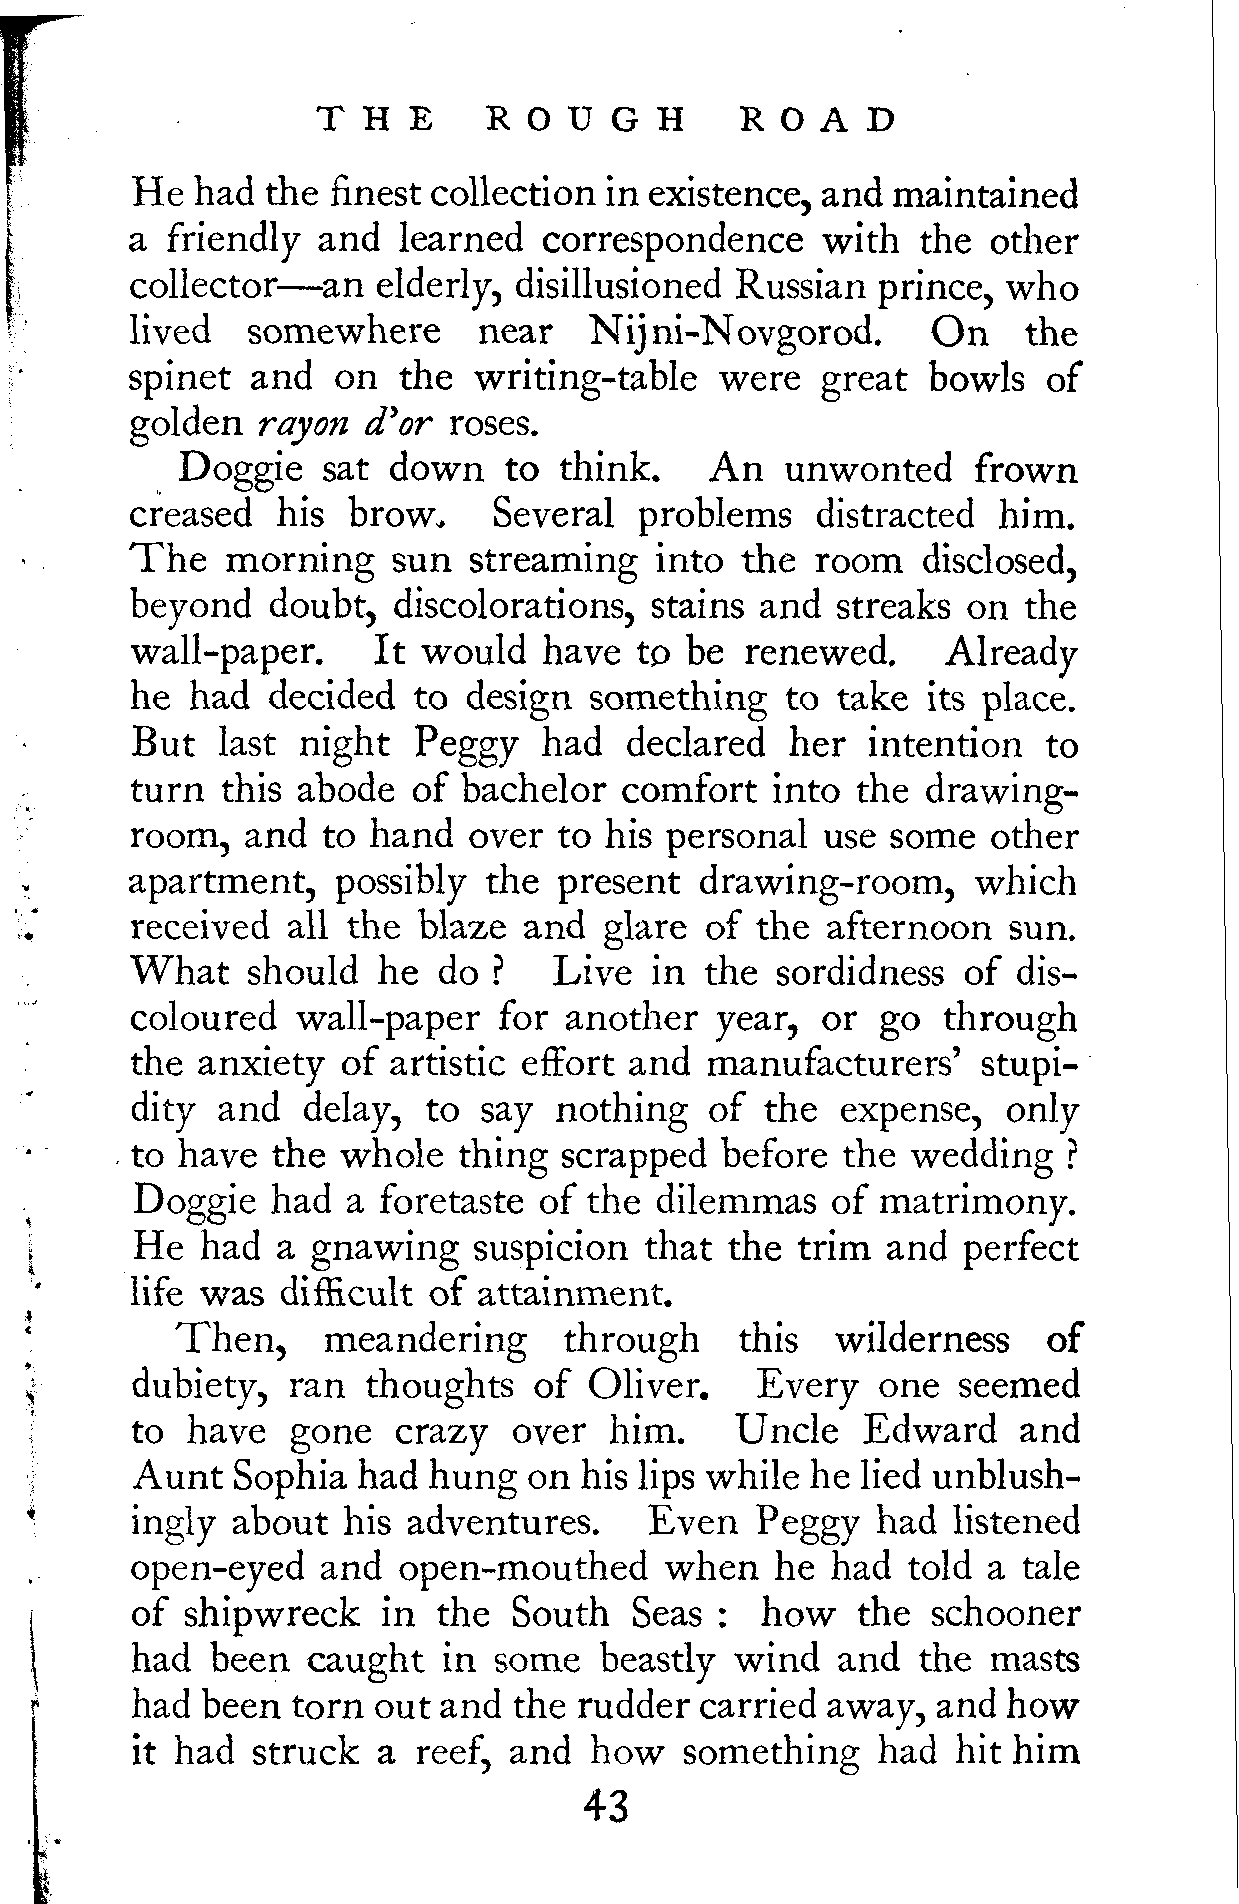 THE ROUGH ROAD
He had the finest collection in existence, and maintained
a friendly and learned correspondence with the other
collector—an elderly, disillusioned Russian prince, who
lived somewhere near Nijni-Novgorod. On the
spinet and on the writing-table were great bowls of
golden rayon d'or roses.
Doggie sat down to think. An unwonted frown
creased his brow. Several problems distracted him.
The morning sun streaming into the room disclosed,
beyond doubt, discolorations, stains and streaks on the
wall-paper. It would have to be renewed. Already
he had decided to design something to take its place.
But last night Peggy had declared her intention to
turn this abode of bachelor comfort into the drawing-
room, and to hand over to his personal use some other
apartment, possibly the present drawing-room, which
received all the blaze and glare of the afternoon sun.
What should he do ? Live in the sordidness of dis-
coloured wall-paper for another year, or go through
the anxiety of artistic effort and manufacturers' stupi-
dity and delay, to say nothing of the expense, only
to have the whole thing scrapped before the wedding ?
Doggie had a foretaste of the dilemmas of matrimony.
He had a gnawing suspicion that the trim and perfect
life was difficult of attainment.
Then, meandering through this wilderness of
dubiety, ran thoughts of Oliver. Every one seemed
to have gone crazy over him. Uncle Edward and
Aunt Sophia had hung on his lips while he lied unblush-
ingly about his adventures. Even Peggy had listened
open-eyed and open-mouthed when he had told a tale
of shipwreck in the South Seas : how the schooner
had been caught in some beastly wind and the masts
had been torn out and the rudder carried away, and how
it had struck a reef, and how something had hit him
43